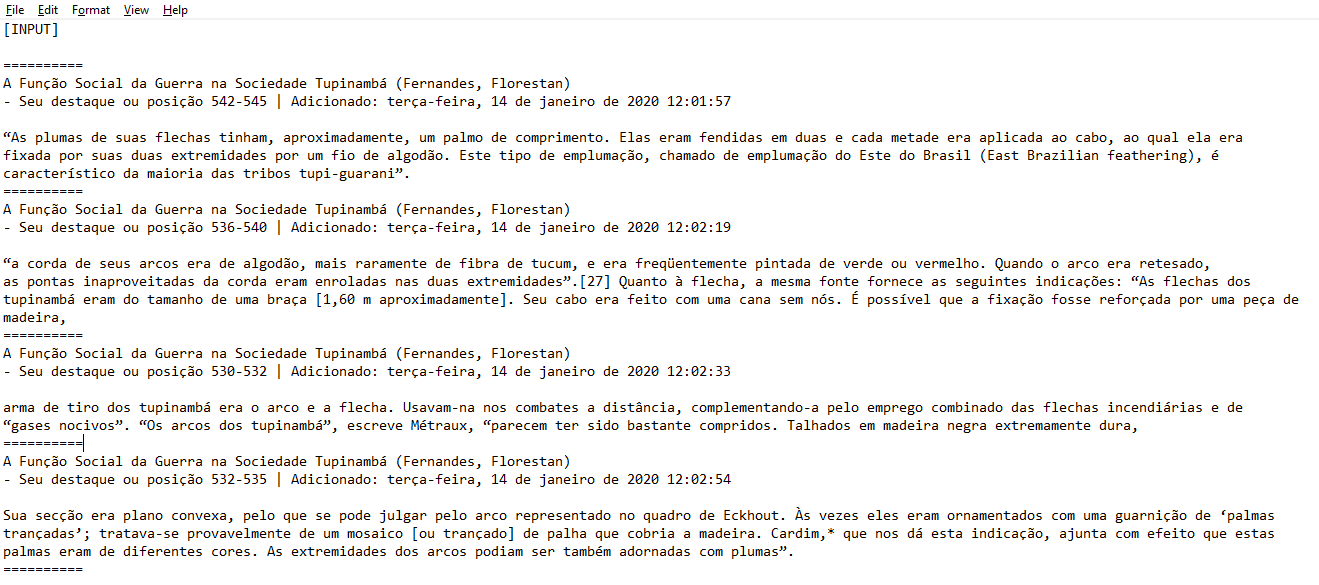 File Edit Format View Help
[INPUT]
==========
A Função Social da Guerra na Sociedade Tupinambá (Fernandes, Florestan)
- Seu destaque ou posição 542-545 | Adicionado: terça-feira, 14 de janeiro de 2020 12:01:57
“As plumas de suas flechas tinham, aproximadamente, um palmo de comprimento. Elas eram fendidas em duas e cada metade era aplicada ao cabo, ao qual ela era
fixada por suas duas extremidades por um fio de algodão. Este tipo de emplumação, chamado de emplumação do Este do Brasil (East Brazilian feathering), é
característico da maioria das tribos tupi-guarani”.
==========
A Função Social da Guerra na Sociedade Tupinambá (Fernandes, Florestan)
- Seu destaque ou posição 536-540 | Adicionado: terça-feira, 14 de janeiro de 2020 12:02:19
“a corda de seus arcos era de algodão, mais raramente de fibra de tucum, e era freqüentemente pintada de verde ou vermelho. Quando o arco era retesado,
as pontas inaproveitadas da corda eram enroladas nas duas extremidades”.[27] Quanto à flecha, a mesma fonte fornece as seguintes indicações: “As flechas dos
tupinambá eram do tamanho de uma braça [1,60 m aproximadamente]. Seu cabo era feito com uma cana sem nós. É possível que a fixação fosse reforçada por uma peça de
madeira,
==========
A Função Social da Guerra na Sociedade Tupinambá (Fernandes, Florestan)
- Seu destaque ou posição 530-532 | Adicionado: terça-feira, 14 de janeiro de 2020 12:02:33
arma de tiro dos tupinambá era o arco e a flecha. Usavam-na nos combates a distância, complementando-a pelo emprego combinado das flechas incendiárias e de
“gases nocivos”. “Os arcos dos tupinambá”, escreve Métraux, “parecem ter sido bastante compridos. Talhados em madeira negra extremamente dura,
==========
A Função Social da Guerra na Sociedade Tupinambá (Fernandes, Florestan)
- Seu destaque ou posição 532-535 | Adicionado: terça-feira, 14 de janeiro de 2020 12:02:54
Sua secção era plano convexa, pelo que se pode julgar pelo arco representado no quadro de Eckhout. Às vezes eles eram ornamentados com uma guarnição de ‘palmas
trançadas’; tratava-se provavelmente de um mosaico [ou trançado] de palha que cobria a madeira. Cardim,* que nos dá esta indicação, ajunta com efeito que estas
palmas eram de diferentes cores. As extremidades dos arcos podiam ser também adornadas com plumas”.
==========